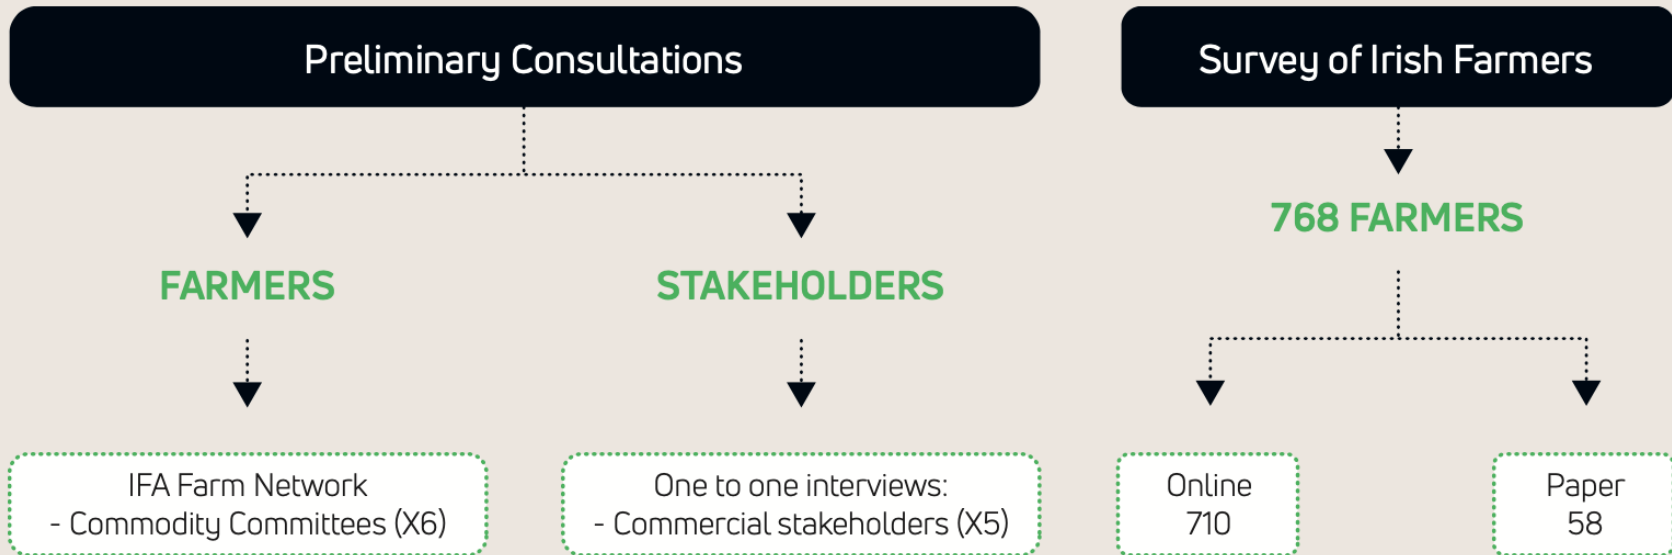 Preliminary Consultations
Survey of Irish Farmers
768 FARMERS
FARMERS
STAKEHOLDERS
IFA Farm Network
- Commodity Committees (X6)
One to one interviews:
- Commercial stakeholders (X5)
Online
710
Paper
58